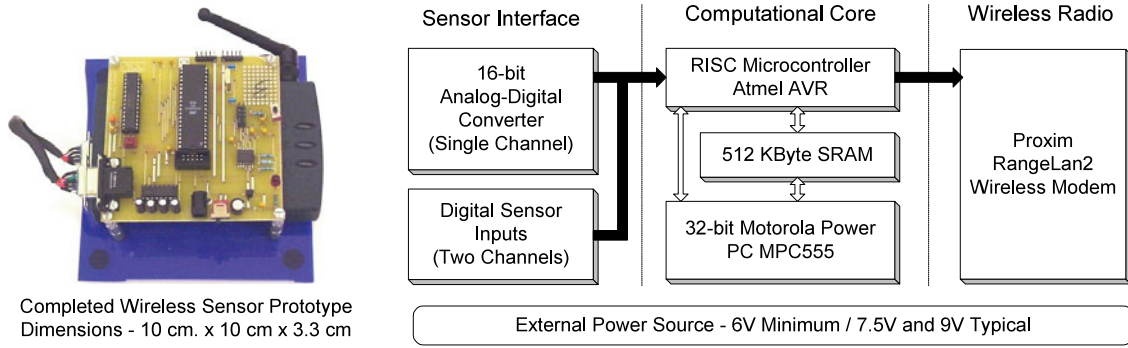 Sensor Interface
Computational Core
Wireless Radio
16-bit
Analog-Digital
Converter
(Single Channel)
Digital Sensor
Inputs
(Two Channels)
RISC Microcontroller
Atmel AVR
512 KByte SRAM
32-bit Motorola Power
PC MPC555
Proxim
RangeLan2
Wireless Modem
Completed Wireless Sensor Prototype
Dimensions - 10 cm. x 10 cm x 3.3 cm
External Power Source - 6V Minimum / 7.5V and 9V Typical